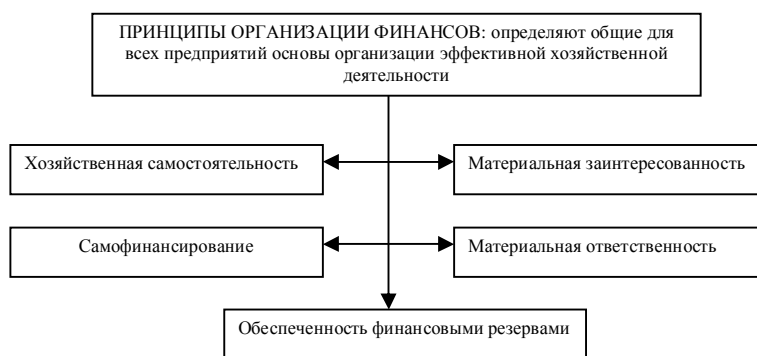 ПРИНЦИПЫ ОРГАНИЗАЦИИ ФИНАНСОВ: определяют общие для
всех предприятий основы организации эффективной хозяйственной
деятельности
Хозяйственная самостоятельность
Материальная заинтересованность
Самофинансирование
Материальная ответственность
Обеспеченность финансовыми резервами